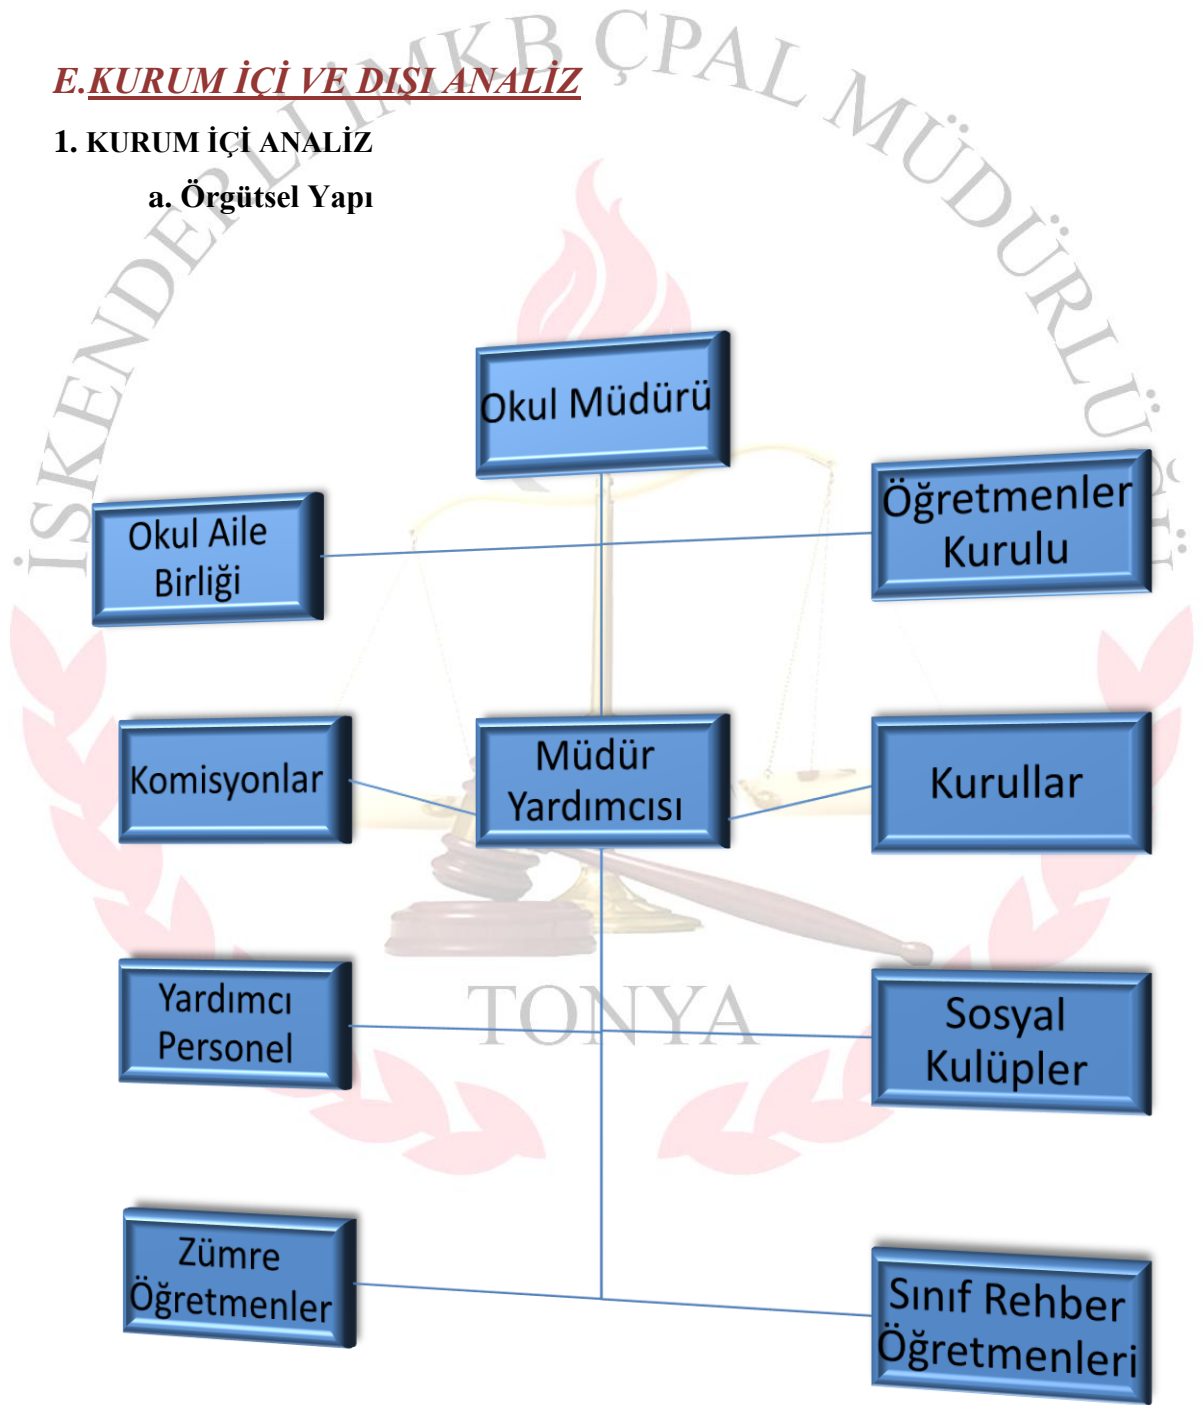 İSKENDERLİ İMKB ÇPAL MÜDÜRLÜĞÜ
E.KURUM İÇİ VE DIŞI ANALİZ
1. KURUM İÇİ ANALİZ
a. Örgütsel Yapı
Okul Müdürü
Okul Aile
Birliği
Öğretmenler
Kurulu
Komisyonlar
Müdür
Yardımcısı
Kurullar
Yardımcı
Personel
TONYA
Sosyal
Kulüpler
Zümre
Öğretmenler
Sınıf Rehber
Öğretmenleri